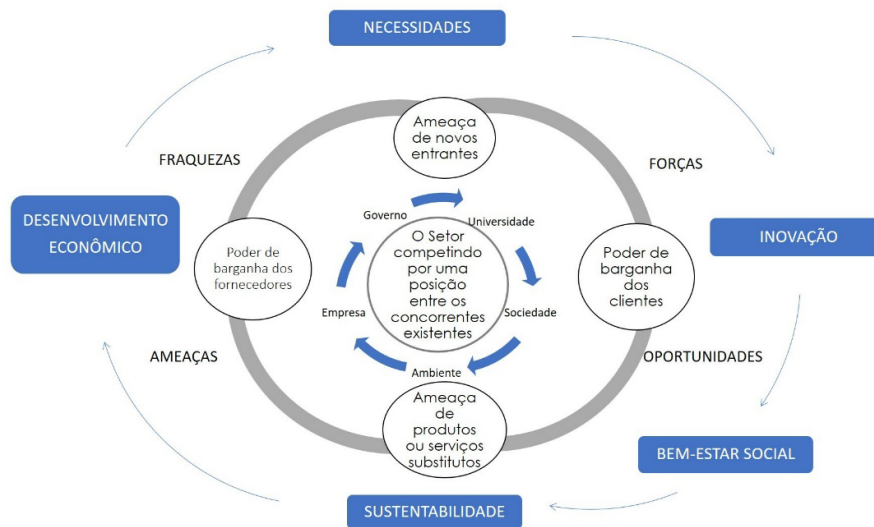 NECESSIDADES
Ameaça
de novos
entrantes
FRAQUEZAS
FORÇAS
Governo
Universidade
DESENVOLVIMENTO
ECONÔMICO
INOVAÇÃO
Poder de
barganha dos
fornecedores
O Setor
competindo
por uma
posição
entre os
concorrentes
existentes
Poder de
barganha
dos
clientes
Empresa
Sociedade
AMEAÇAS
OPORTUNIDADES
Ambiente
Ameaça
de
produtos
ou serviços
substitutos
BEM-ESTAR SOCIAL
SUSTENTABILIDADE